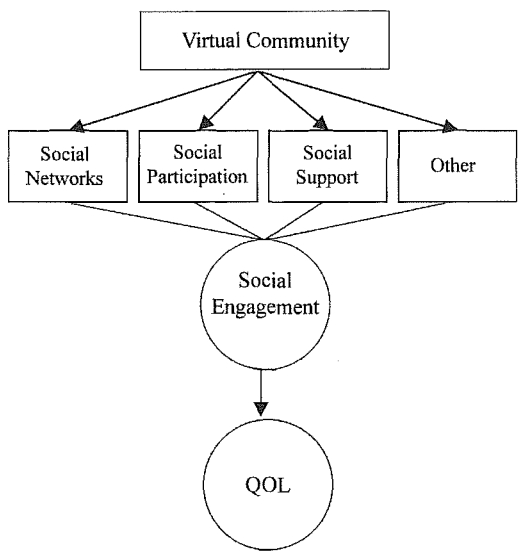 Virtual Community
Social
Networks
Social
Participation
Social
Support
Other
Social
Engagement
QOL